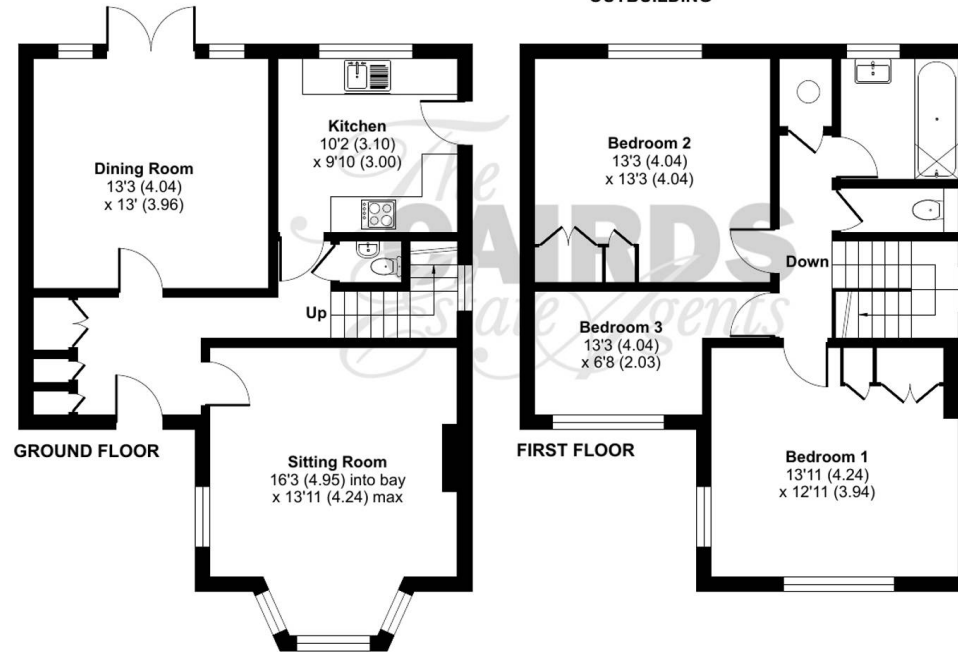 Dining Room
13'3 (4.04)
x 13' (3.96)
Kitchen
10'2 (3.10)
x 9'10 (3.00)
Up
Sitting Room
16'3 (4.95) into bay
x 13'11 (4.24) max
GROUND FLOOR
OUTBUILDING
Bedroom 2
13'3 (4.04)
x 13'3 (4.04)
Down
Bedroom 3
13'3 (4.04)
x 6'8 (2.03)
Bedroom 1
13'11 (4.24)
x 12'11 (3.94)
FIRST FLOOR
The
CAIRDS
Estate Agents